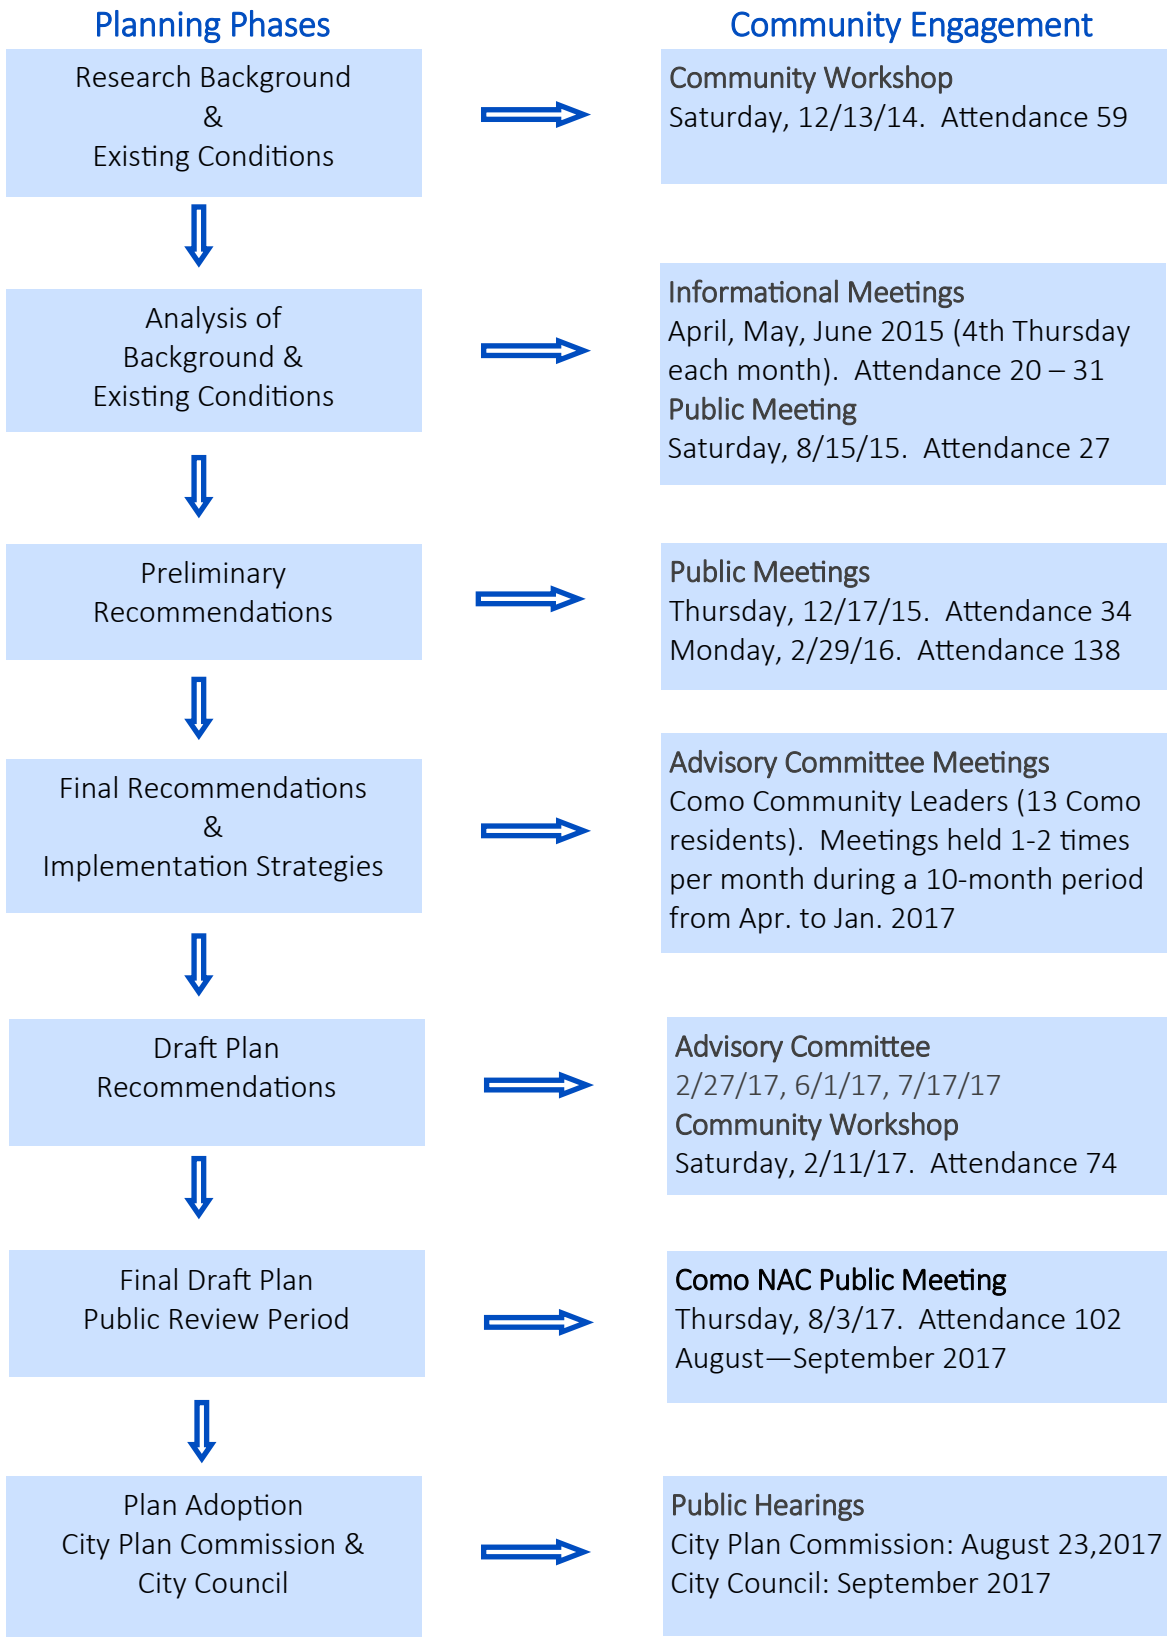 Planning Phases
Community Engagement
Research Background
&
Existing Conditions
Community Workshop
Saturday, 12/13/14.  Attendance 59
Analysis of
Background &
Existing Conditions
Informational Meetings
April, May, June 2015 (4th Thursday
each month).  Attendance 20 – 31
Public Meeting
Saturday, 8/15/15.  Attendance 27
Preliminary
Recommendations
Public Meetings
Thursday, 12/17/15.  Attendance 34
Monday, 2/29/16.  Attendance 138
Final Recommendations
&
Implementation Strategies
Advisory Committee Meetings
Como Community Leaders (13 Como
residents).  Meetings held 1-2 times
per month during a 10-month period
from Apr. to Jan. 2017
Draft Plan
Recommendations
Advisory Committee
2/27/17, 6/1/17, 7/17/17
Community Workshop
Saturday, 2/11/17.  Attendance 74
Final Draft Plan
Public Review Period
Como NAC Public Meeting
Thursday, 8/3/17.  Attendance 102
August—September 2017
Plan Adoption
City Plan Commission &
City Council
Public Hearings
City Plan Commission: August 23,2017
City Council: September 2017